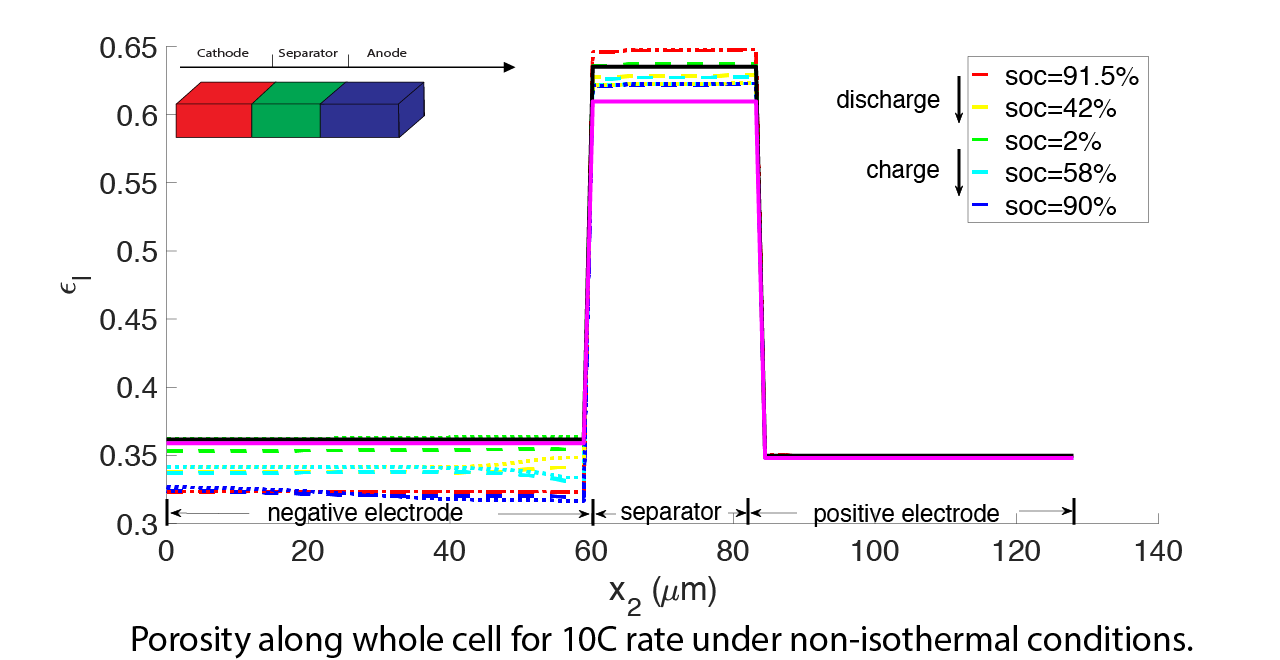 Cathode Separator Anode
0.65
0.6
0.55
0.5
0.45
0.4
0.35
0.3
ϵl
discharge
charge
soc=91.5%
soc=42%
soc=2%
soc=58%
soc=90%
negative electrode separator positive electrode
0 20 40 60 80 100 120 140
x2 (μm)
Porosity along whole cell for 10C rate under non-isothermal conditions.